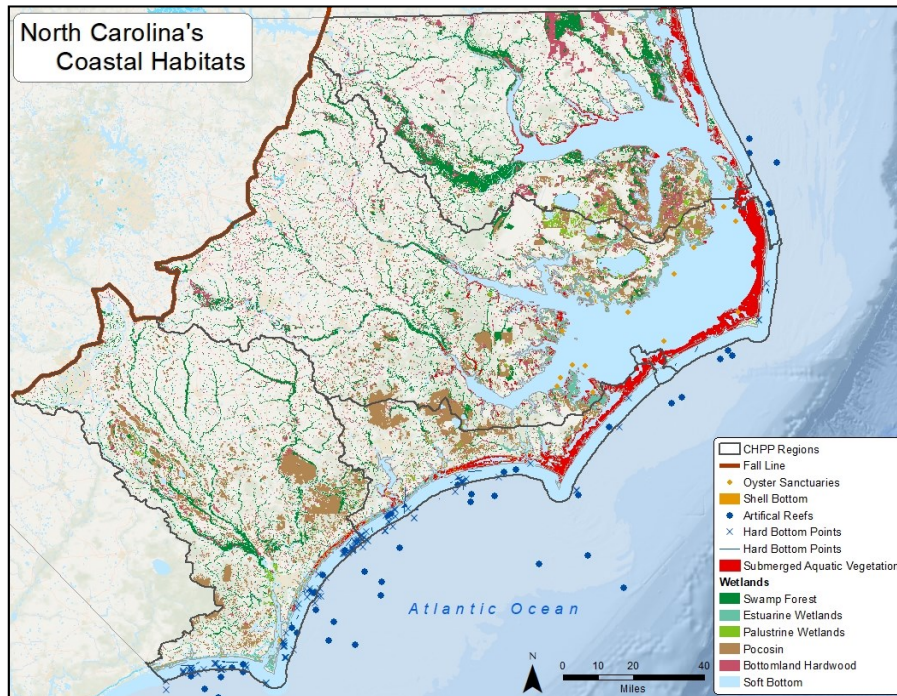 North Carolina's
Coastal Habitats
CHPP Regions
Fall Line
Oyster Sanctuaries
Shell Bottom
Artifical Reefs
Hard Bottom Points
Hard Bottom Points
Submerged Aquatic Vegetation
Wetlands
Swamp Forest
Estuarine Wetlands
Palustrine Wetlands
Pocosin
Bottomland Hardwood
Soft Bottom
Atlantic Ocean
N
0 10 20 40
Miles